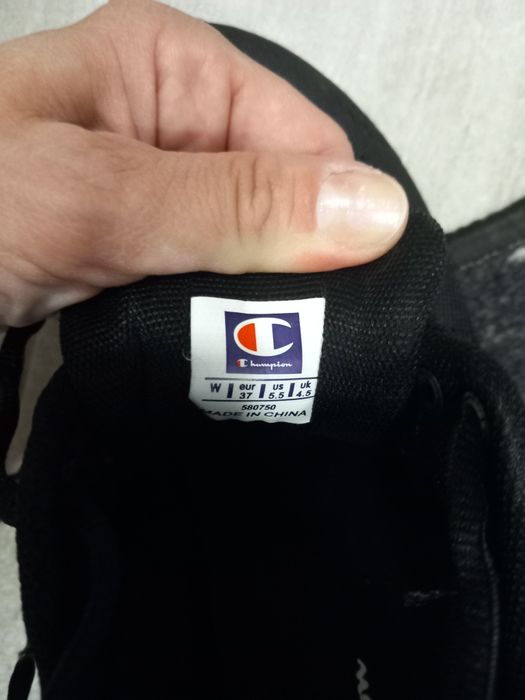 Champion
W | eur | us | uk
37 | 5.5 | 4.5
580750
MADE IN CHINA